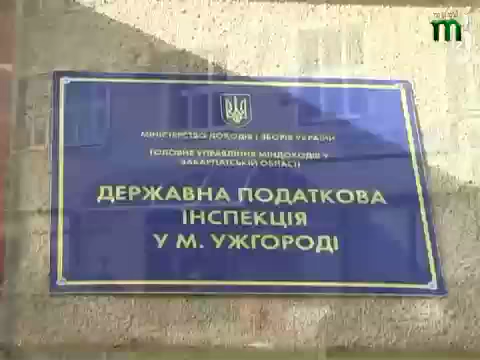 МІНІСТЕРСТВО ДОХОДІВ І ЗБОРІВ УКРАЇНИ
ГОЛОВНЕ УПРАВЛІННЯ МІНДОХОДІВ У
ЗАКАРПАТСЬКІЙ ОБЛАСТІ
ДЕРЖАВНА ПОДАТКОВА
ІНСПЕКЦІЯ
У М. УЖГОРОДІ